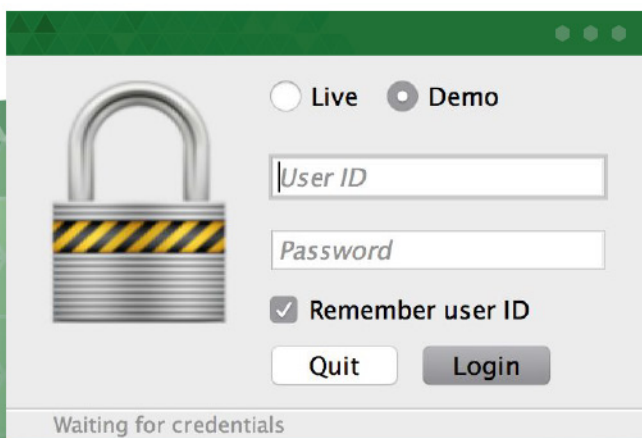 Live Demo
User ID
Password
Remember user ID
Quit Login
Waiting for credentials